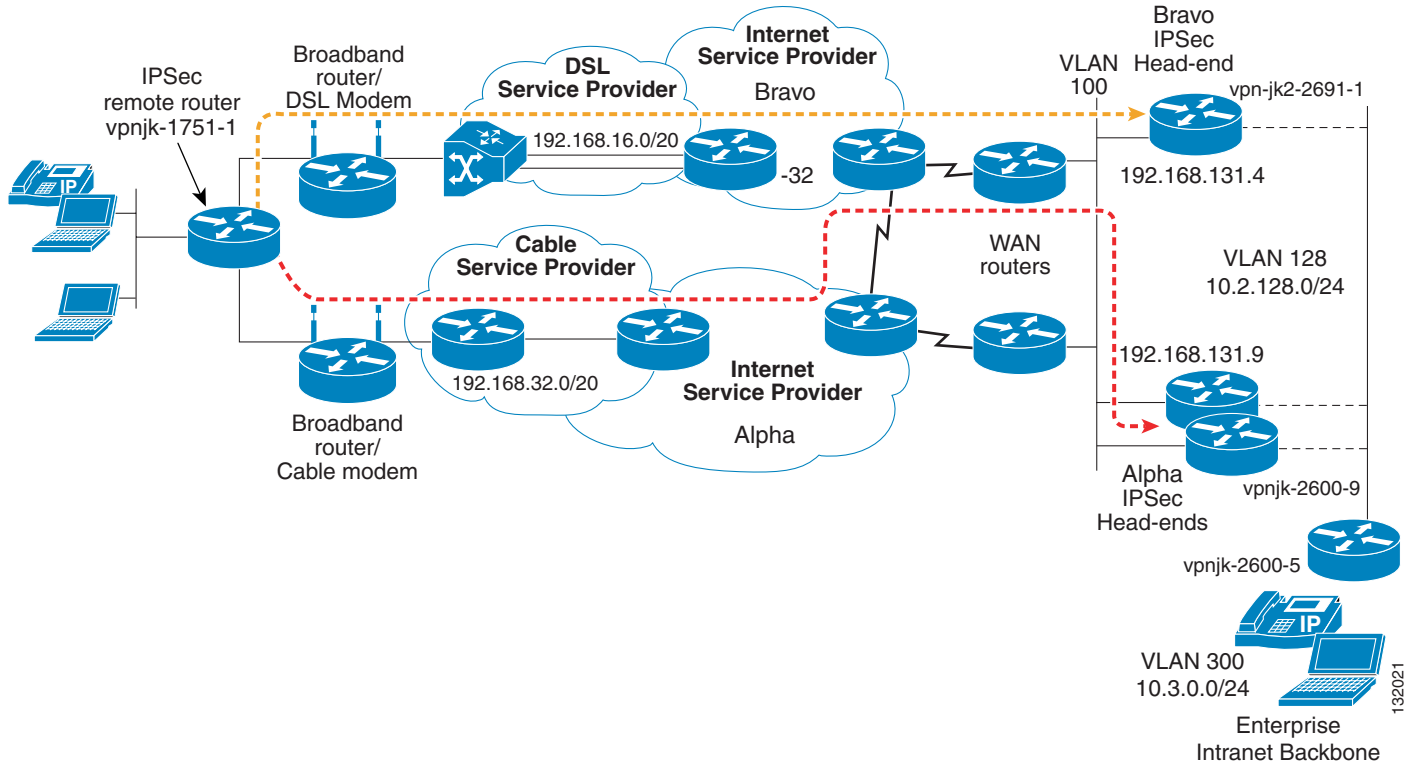 IPSec
remote router
vpnjk-1751-1
Broadband
router/
DSL Modem
DSL
Service Provider
192.168.16.0/20
Internet
Service Provider
Bravo
-32
VLAN
100
Bravo
IPSec
Head-end
vpn-jk2-2691-1
192.168.131.4
IP
Cable
Service Provider
192.168.32.0/20
Broadband
router/
Cable modem
Internet
Service Provider
Alpha
WAN
routers
VLAN 128
10.2.128.0/24
192.168.131.9
Alpha
IPSec
Head-ends
vpnjk-2600-9
vpnjk-2600-5
IP
VLAN 300
10.3.0.0/24
Enterprise
Intranet Backbone
132021